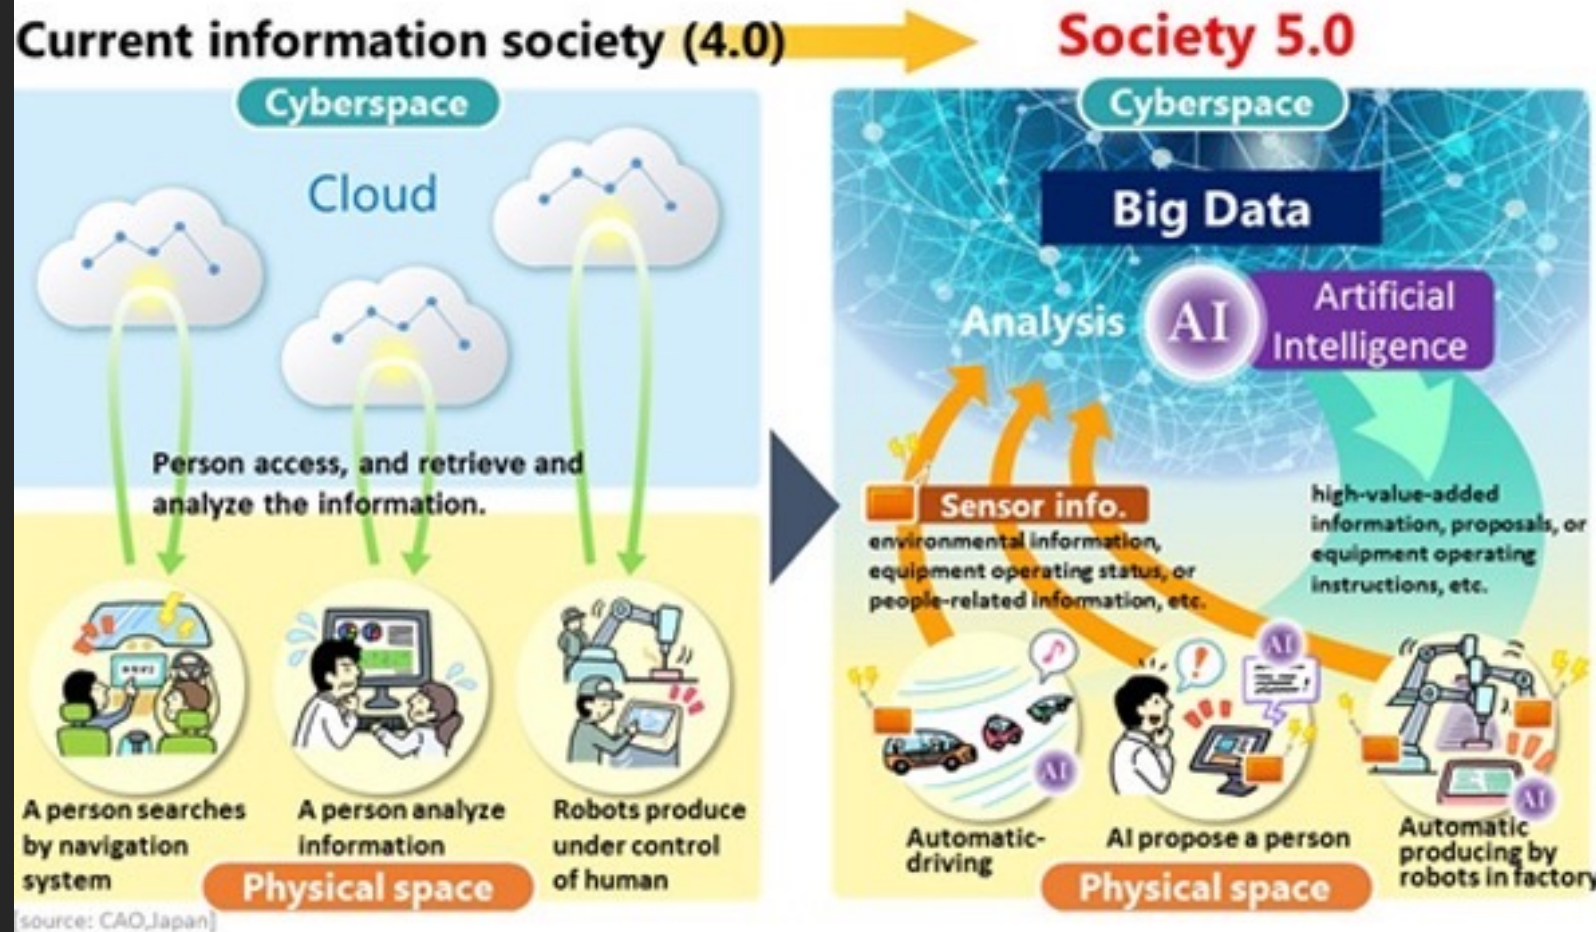 Current information society (4.0)
Society 5.0
Cyberspace
Cloud
Person access, and retrieve and
analyze the information.
A person searches
by navigation
system
A person analyze
information
Robots produce
under control
of human
Physical space
[source: CAO,Japan]
Cyberspace
Big Data
Analysis
AI
Artificial
Intelligence
Sensor info.
environmental information,
equipment operating status, or
people-related information, etc.
high-value-added
information, proposals, or
equipment operating
instructions, etc.
AI
AI
AI
Automatic-
driving
AI propose a person
Automatic
producing by
robots in factory
Physical space